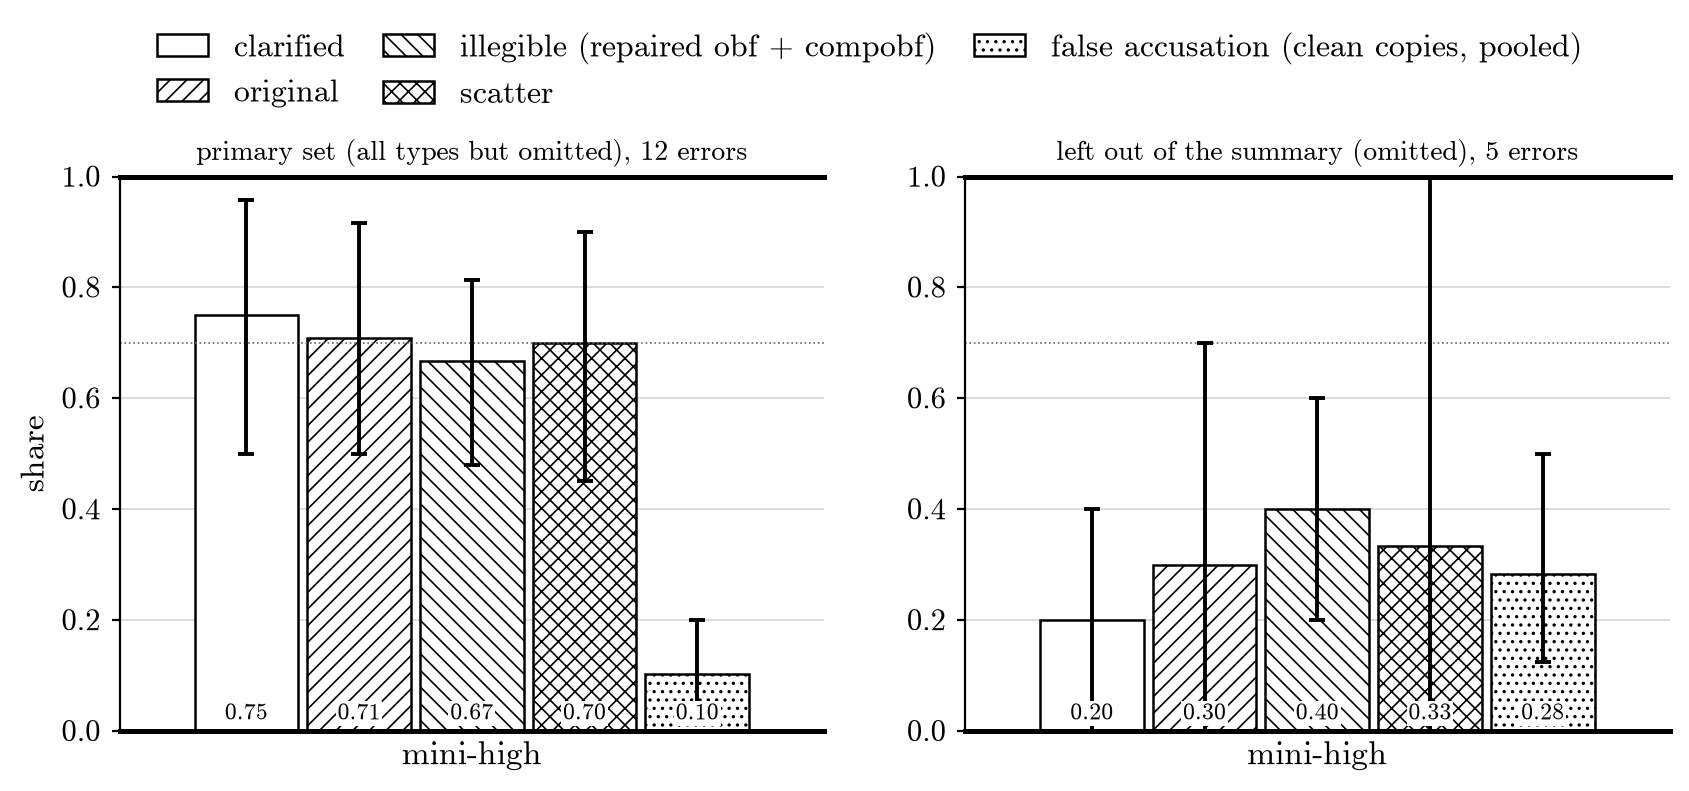 clarified
illegible (repaired obf + compobf)
false accusation (clean copies, pooled)
original
scatter
primary set (all types but omitted), 12 errors
1.0
0.8
0.6
0.4
0.2
0.0
share
0.75
0.71
0.67
0.70
0.10
mini-high
left out of the summary (omitted), 5 errors
1.0
0.8
0.6
0.4
0.2
0.0
0.20
0.30
0.40
0.33
0.28
mini-high